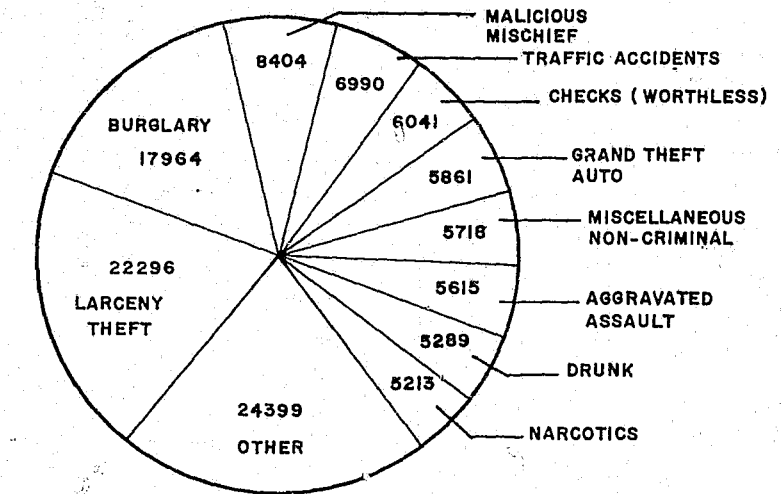 MALICIOUS
MISCHIEF
8404
TRAFFIC ACCIDENTS
6990
CHECKS (WORTHLESS)
6041
BURGLARY
17964
GRAND THEFT
AUTO
5861
MISCELLANEOUS
NON-CRIMINAL
5718
22296
LARCENY
THEFT
5615
AGGRAVATED
ASSAULT
5289
DRUNK
5213
NARCOTICS
24399
OTHER